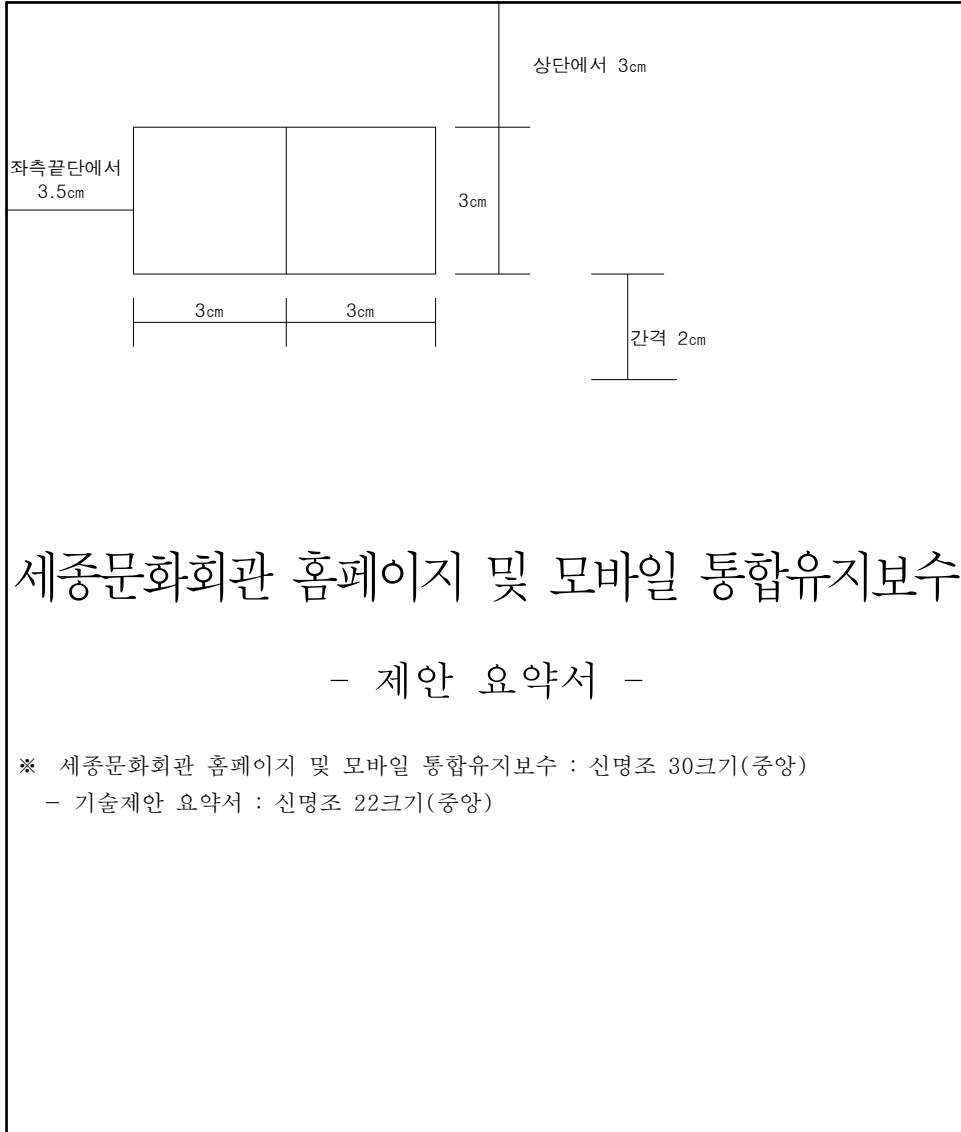 상단에서 3㎝
좌측끝단에서
3.5㎝
3㎝
3㎝
3㎝
간격 2㎝
세종문화회관 홈페이지 및 모바일 통합유지보수
- 제안 요약서 -
※ 세종문화회관 홈페이지 및 모바일 통합유지보수 : 신명조 30크기(중앙)
- 기술제안 요약서 : 신명조 22크기(중앙)